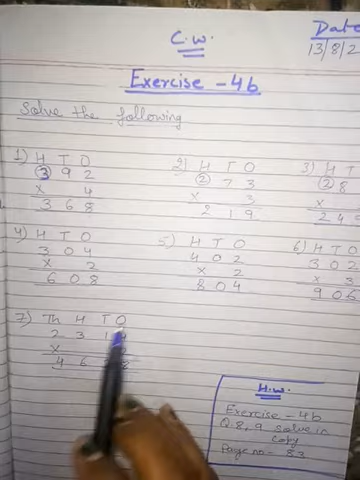 C.W.
Date
13/8/2
Exercise - 4b
Solve the following
1) H T O
(3) 9 2
x 4
3 6 8
2) H T O
(2) 7 3
x 3
2 1 9
3) H T
(2) 8
x
2 4
4) H T O
3 0 4
x 2
6 0 8
5) H T O
4 0 2
x 2
8 0 4
6) H T O
3 0 2
x 3
9 0 6
7) Th H T O
2 3 1
x
4 6 8
H.W.
Exercise - 4b
Q.8, 9 solve in
copy
Page no - 83